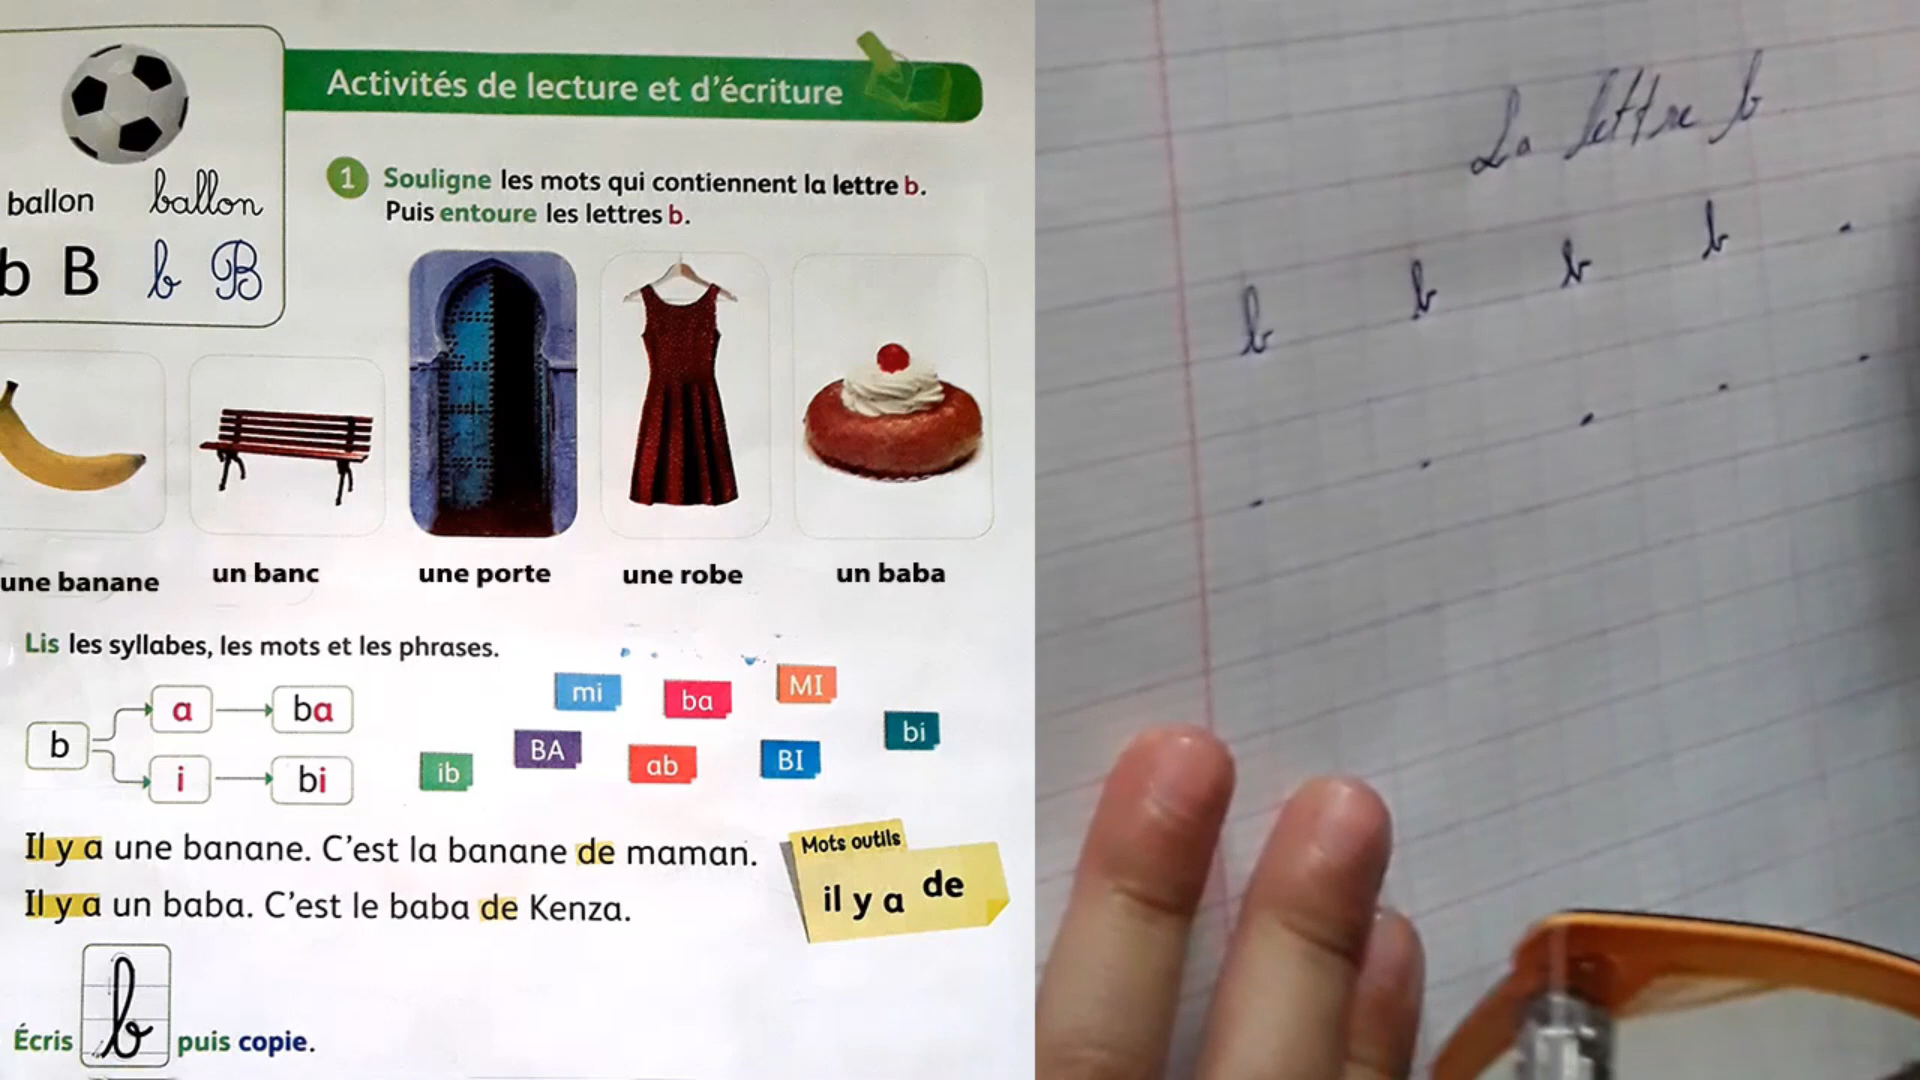 Activités de lecture et d'écriture
ballon ballon
b B b B
1 Souligne les mots qui contiennent la lettre b.
Puis entoure les lettres b.
une banane un banc une porte une robe un baba
Lis les syllabes, les mots et les phrases.
b a ba
i bi
mi ba MI bi
ib BA ab BI
Il y a une banane. C'est la banane de maman.
Il y a un baba. C'est le baba de Kenza.
Mots outils
il y a de
Écris b puis copie.
La lettre b
b b b b